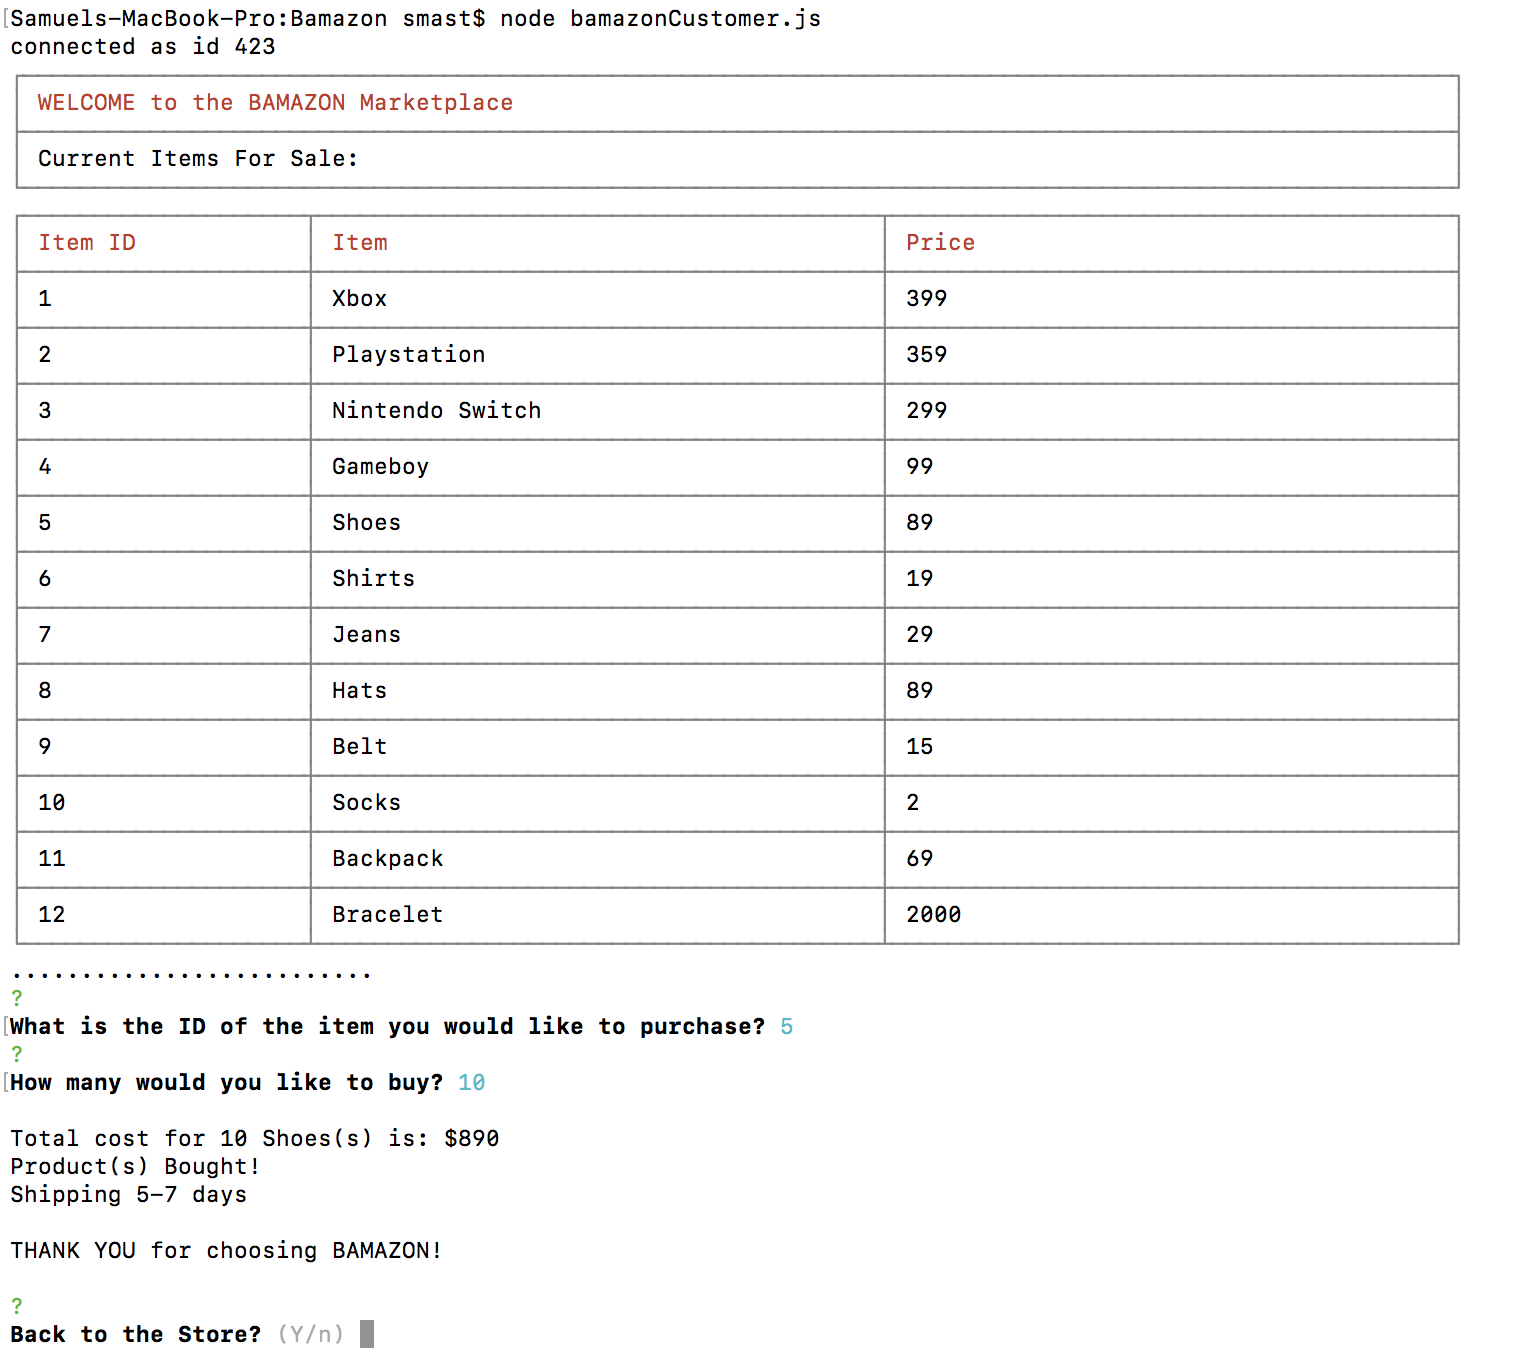 Samuels-MacBook-Pro:Bamazon smast$ node bamazonCustomer.js
connected as id 423
WELCOME to the BAMAZON Marketplace
Current Items For Sale:
Item ID Item Price
1 Xbox 399
2 Playstation 359
3 Nintendo Switch 299
4 Gameboy 99
5 Shoes 89
6 Shirts 19
7 Jeans 29
8 Hats 89
9 Belt 15
10 Socks 2
11 Backpack 69
12 Bracelet 2000
..........................
?
What is the ID of the item you would like to purchase? 5
?
How many would you like to buy? 10
Total cost for 10 Shoes(s) is: $890
Product(s) Bought!
Shipping 5-7 days
THANK YOU for choosing BAMAZON!
?
Back to the Store? (Y/n)